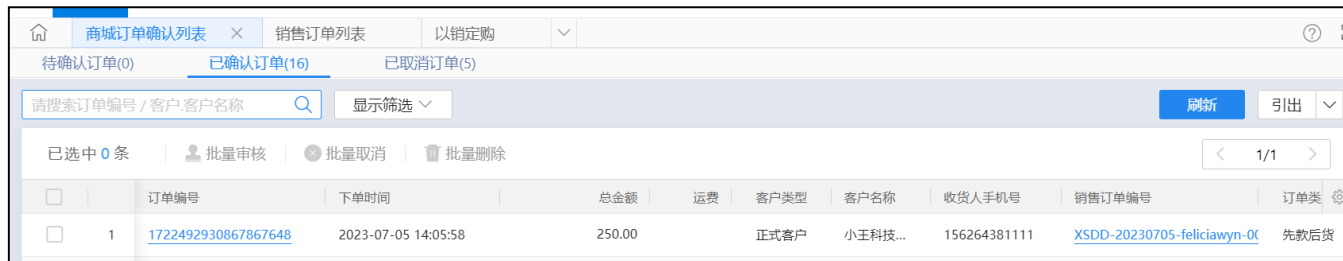 商城订单确认列表 × 销售订单列表 以销定购
待确认订单(0) 已确认订单(16) 已取消订单(5)
请搜索订单编号 / 客户.客户名称 显示筛选 刷新 引出
已选中 0 条 批量审核 批量取消 批量删除 1/1
订单编号 下单时间 总金额 运费 客户类型 客户名称 收货人手机号 销售订单编号 订单类
1 1722492930867867648 2023-07-05 14:05:58 250.00 正式客户 小王科技... 156264381111 XSDD-20230705-feliciawyn-00 先款后货